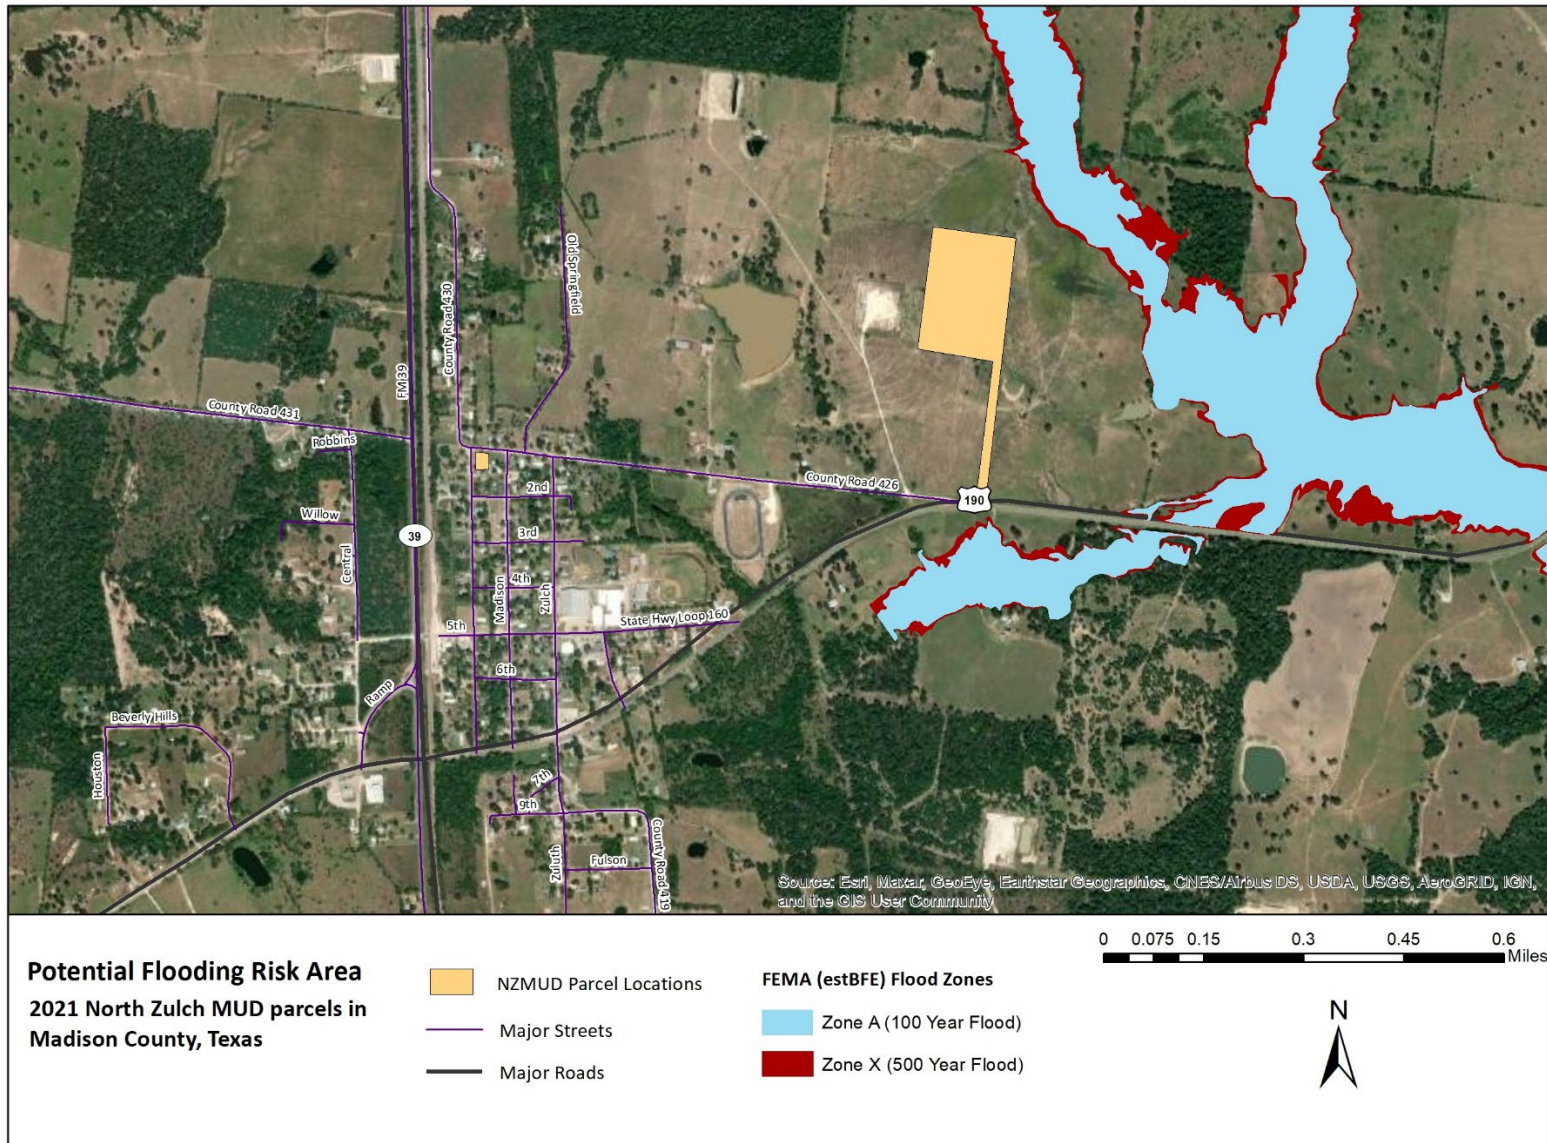 FM 39
County Road 430
Old Springfield
County Road 431
Robbins
County Road 426
2nd
190
Willow
3rd
39
Central
4th
Madison
Zulch
State Hwy Loop 160
5th
6th
Ramp
Beverly Hills
Houston
7th
9th
Zuluth
Fulson
County Road 419
Source: Esri, Maxar, GeoEye, Earthstar Geographics, CNES/Airbus DS, USDA, USGS, AeroGRID, IGN,
and the GIS User Community
0 0.075 0.15 0.3 0.45 0.6
Miles
Potential Flooding Risk Area
2021 North Zulch MUD parcels in
Madison County, Texas
NZMUD Parcel Locations
Major Streets
Major Roads
FEMA (estBFE) Flood Zones
Zone A (100 Year Flood)
Zone X (500 Year Flood)
N